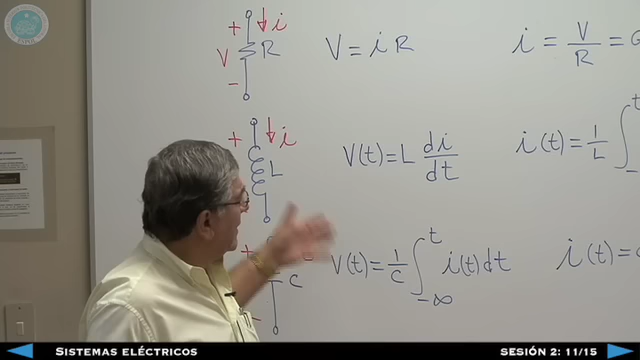 + i
V R V = i R i = V/R = G
-
+ i
L V(t) = L di/dt i(t) = 1/L ∫ t -∞
+
C V(t) = 1/C ∫ t -∞ i(t) dt i(t) =
-
SISTEMAS ELÉCTRICOS SESIÓN 2: 11/15